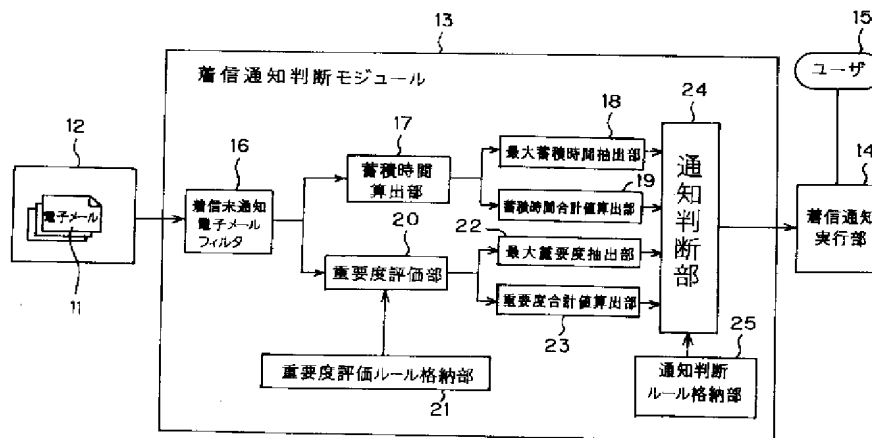 13
着信通知判断モジュール
15
ユーザ
12
電子メール
11
16
着信未通知
電子メール
フィルタ
17
蓄積時間
算出部
18
最大蓄積時間抽出部
19
蓄積時間合計値算出部
20
重要度評価部
22
最大重要度抽出部
重要度合計値算出部
23
24
通知判断部
14
着信通知
実行部
重要度評価ルール格納部
21
25
通知判断
ルール格納部